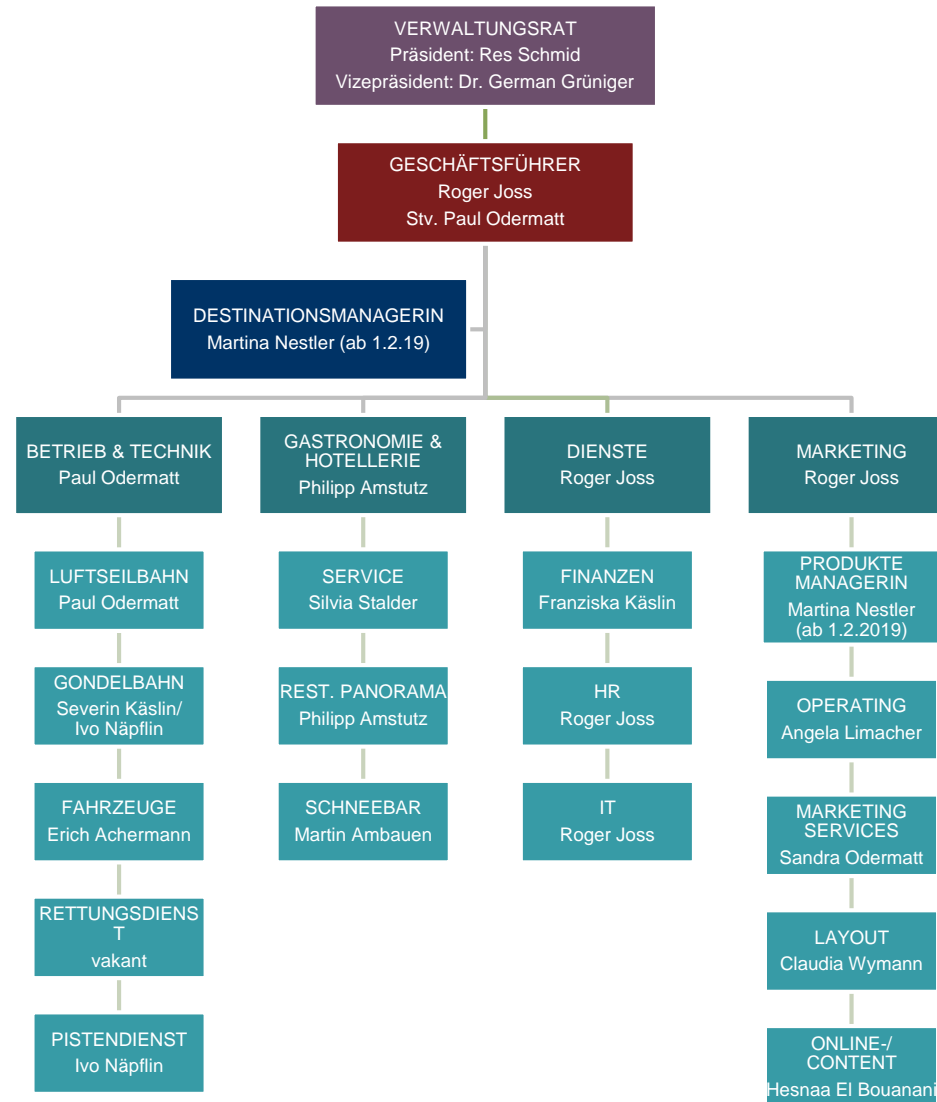 VERWALTUNGSRAT
Präsident: Res Schmid
Vizepräsident: Dr. German Grüniger
GESCHÄFTSFÜHRER
Roger Joss
Stv. Paul Odermatt
DESTINATIONSMANAGERIN
Martina Nestler (ab 1.2.19)
BETRIEB & TECHNIK
Paul Odermatt
LUFTSEILBAHN
Paul Odermatt
GONDELBAHN
Severin Käslin/
Ivo Näpflin
FAHRZEUGE
Erich Achermann
RETTUNGSDIENS
T
vakant
PISTENDIENST
Ivo Näpflin
GASTRONOMIE &
HOTELLERIE
Philipp Amstutz
SERVICE
Silvia Stalder
REST. PANORAMA
Philipp Amstutz
SCHNEEBAR
Martin Ambauen
DIENSTE
Roger Joss
FINANZEN
Franziska Käslin
HR
Roger Joss
IT
Roger Joss
MARKETING
Roger Joss
PRODUKTE
MANAGERIN
Martina Nestler
(ab 1.2.2019)
OPERATING
Angela Limacher
MARKETING
SERVICES
Sandra Odermatt
LAYOUT
Claudia Wymann
ONLINE-/
CONTENT
Hesnaa El Bouanani